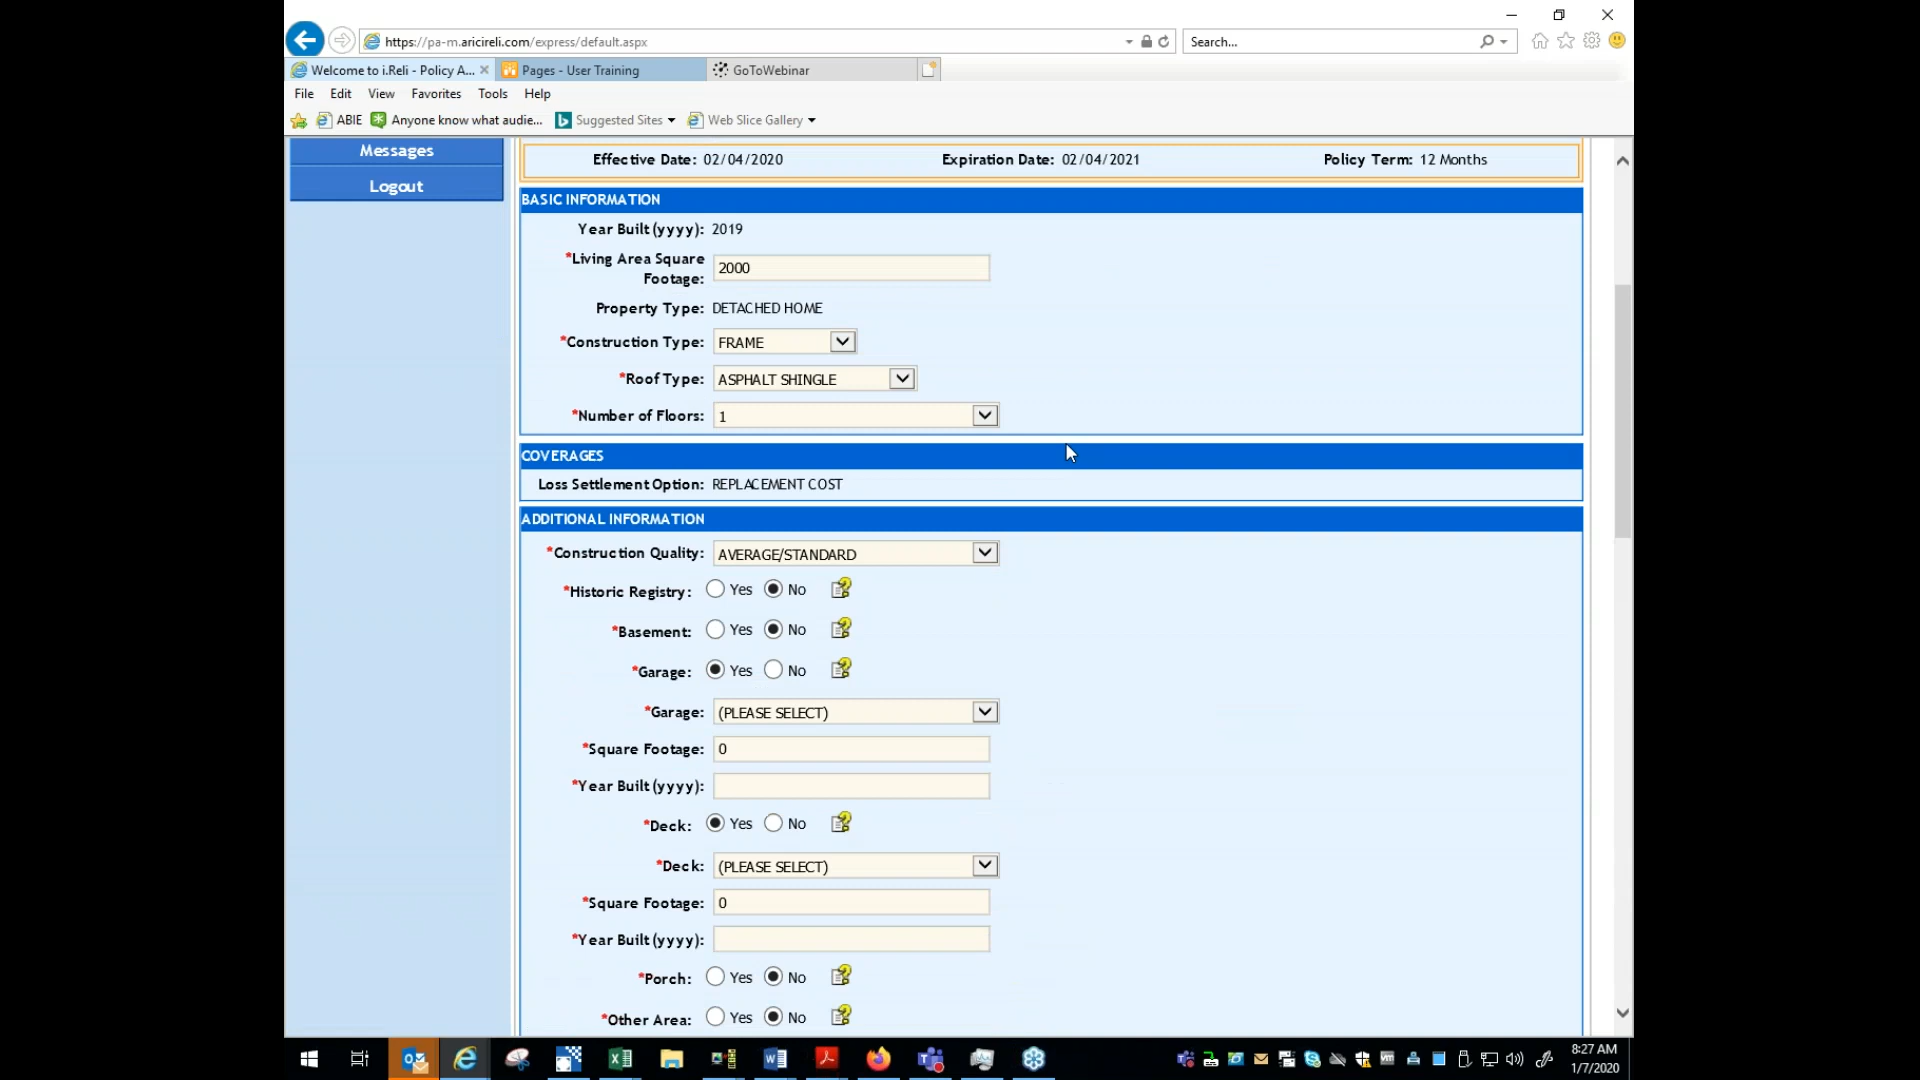 https://pa-m.aricireli.com/express/default.aspx
Search...
Welcome to i.Reli - Policy A...
Pages - User Training
GoToWebinar
File Edit View Favorites Tools Help
ABIE Anyone know what audie... Suggested Sites Web Slice Gallery
Messages
Logout
Effective Date: 02/04/2020 Expiration Date: 02/04/2021 Policy Term: 12 Months
BASIC INFORMATION
Year Built (yyyy): 2019
*Living Area Square
Footage: 2000
Property Type: DETACHED HOME
*Construction Type: FRAME
*Roof Type: ASPHALT SHINGLE
*Number of Floors: 1
COVERAGES
Loss Settlement Option: REPLACEMENT COST
ADDITIONAL INFORMATION
*Construction Quality: AVERAGE/STANDARD
*Historic Registry: Yes No
*Basement: Yes No
*Garage: Yes No
*Garage: (PLEASE SELECT)
*Square Footage: 0
*Year Built (yyyy):
*Deck: Yes No
*Deck: (PLEASE SELECT)
*Square Footage: 0
*Year Built (yyyy):
*Porch: Yes No
*Other Area: Yes No
8:27 AM
1/7/2020